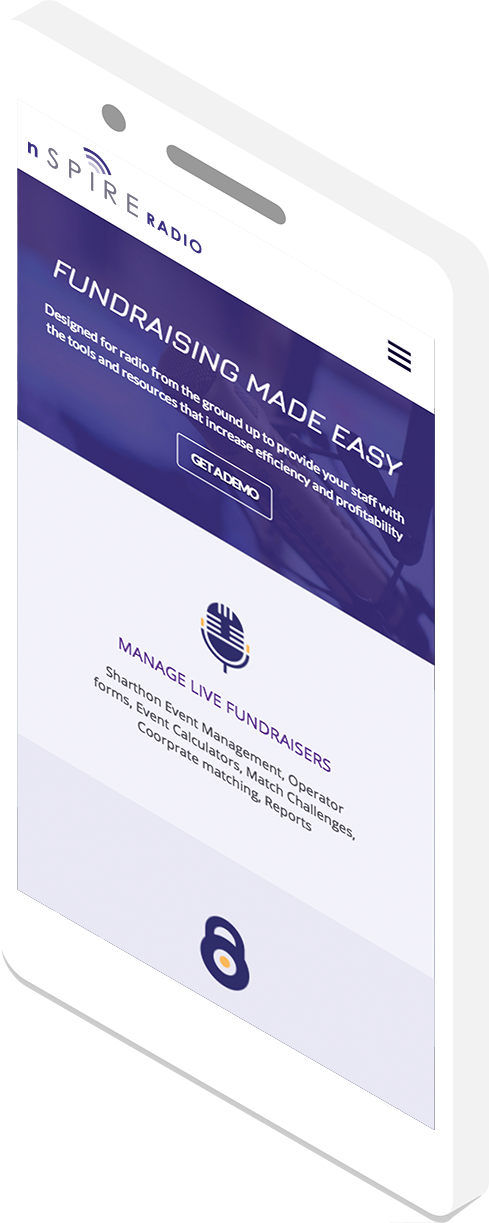 nSPIRE RADIO
FUNDRAISING MADE EASY
Designed for radio from the ground up to provide your staff with
the tools and resources that increase efficiency and profitability
GET A DEMO
MANAGE LIVE FUNDRAISERS
Sharthon Event Management, Operator
forms, Event Calculators, Match Challenges,
Coorprate matching, Reports